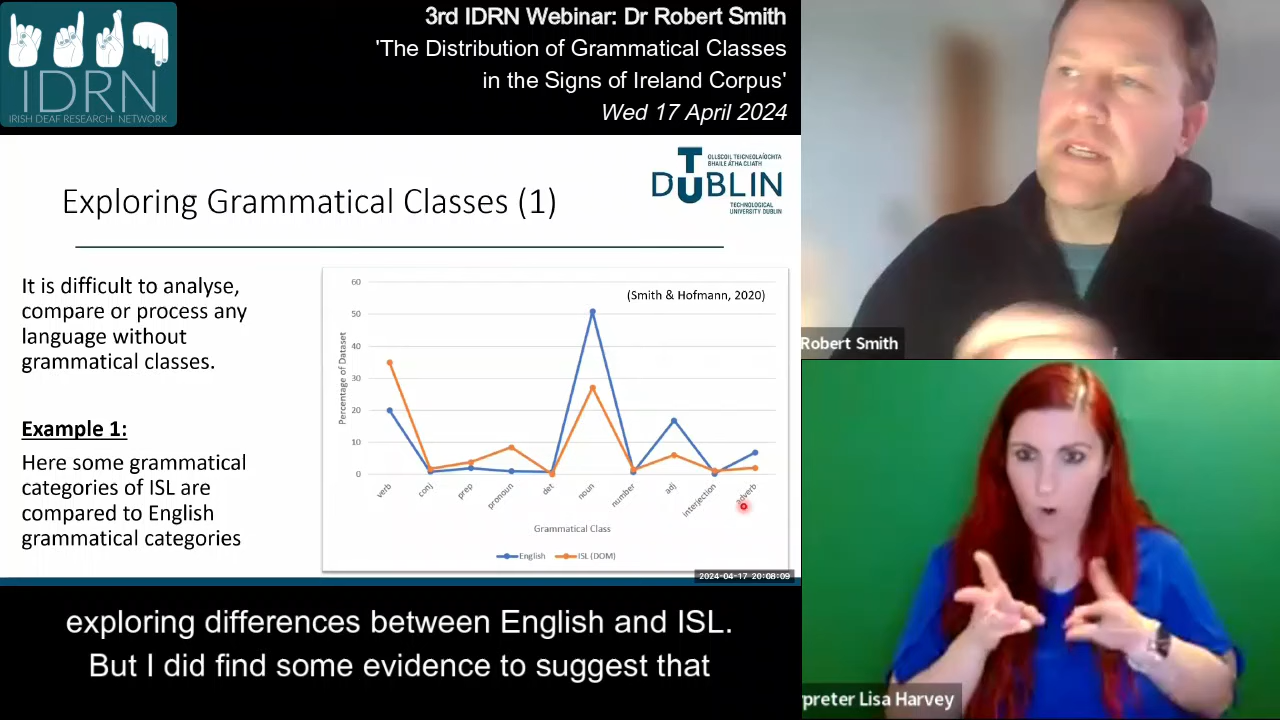 IDRN
IRISH DEAF RESEARCH NETWORK
3rd IDRN Webinar: Dr Robert Smith
'The Distribution of Grammatical Classes
in the Signs of Ireland Corpus'
Wed 17 April 2024
Exploring Grammatical Classes (1)
OLLSCOIL TEICNEOLAÍOCHTA
BHAILE ÁTHA CLIATH
TU DUBLIN
TECHNOLOGICAL
UNIVERSITY DUBLIN
It is difficult to analyse,
compare or process any
language without
grammatical classes.
Example 1:
Here some grammatical
categories of ISL are
compared to English
grammatical categories
(Smith & Hofmann, 2020)
Percentage of Dataset
60
50
40
30
20
10
0
verb
conj
prep
pronoun
det
noun
number
adj
interjection
adverb
Grammatical Class
English
ISL (DOM)
2024-04-17 20:08:09
Robert Smith
preter Lisa Harvey
exploring differences between English and ISL.
But I did find some evidence to suggest that